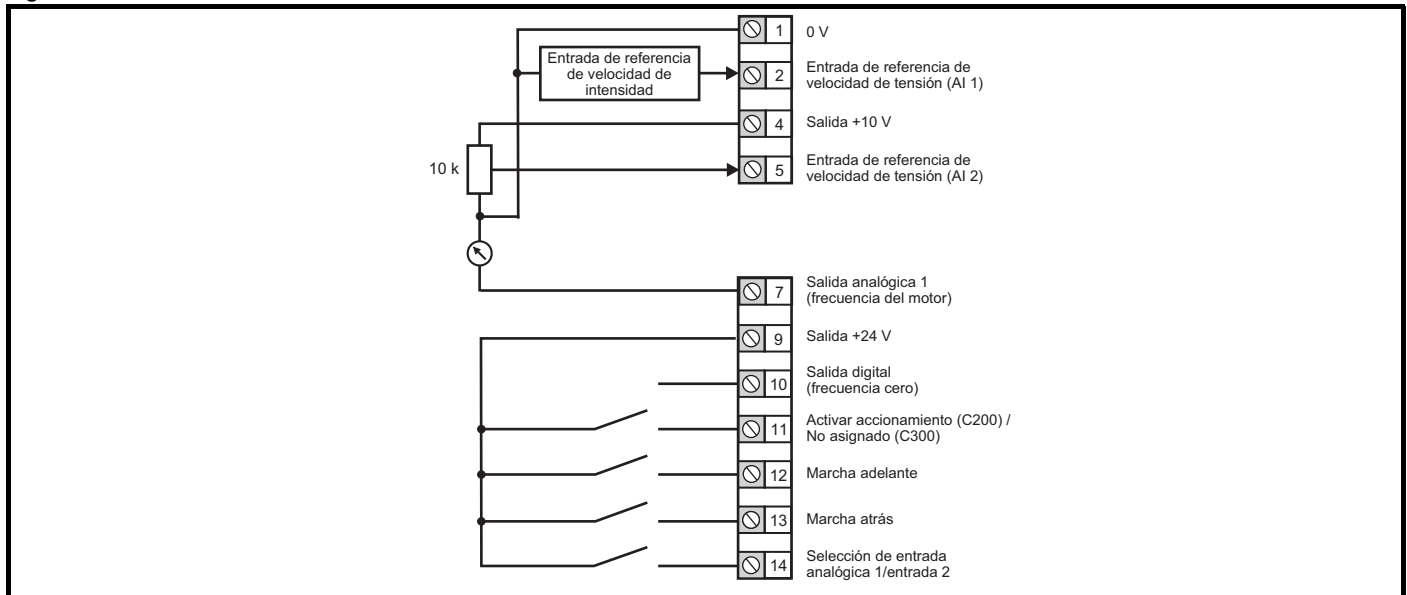 1 0 V
Entrada de referencia
de velocidad de
intensidad
2 Entrada de referencia de
velocidad de tensión (AI 1)
4 Salida +10 V
10 k
5 Entrada de referencia de
velocidad de tensión (AI 2)
7 Salida analógica 1
(frecuencia del motor)
9 Salida +24 V
10 Salida digital
(frecuencia cero)
11 Activar accionamiento (C200) /
No asignado (C300)
12 Marcha adelante
13 Marcha atrás
14 Selección de entrada
analógica 1/entrada 2